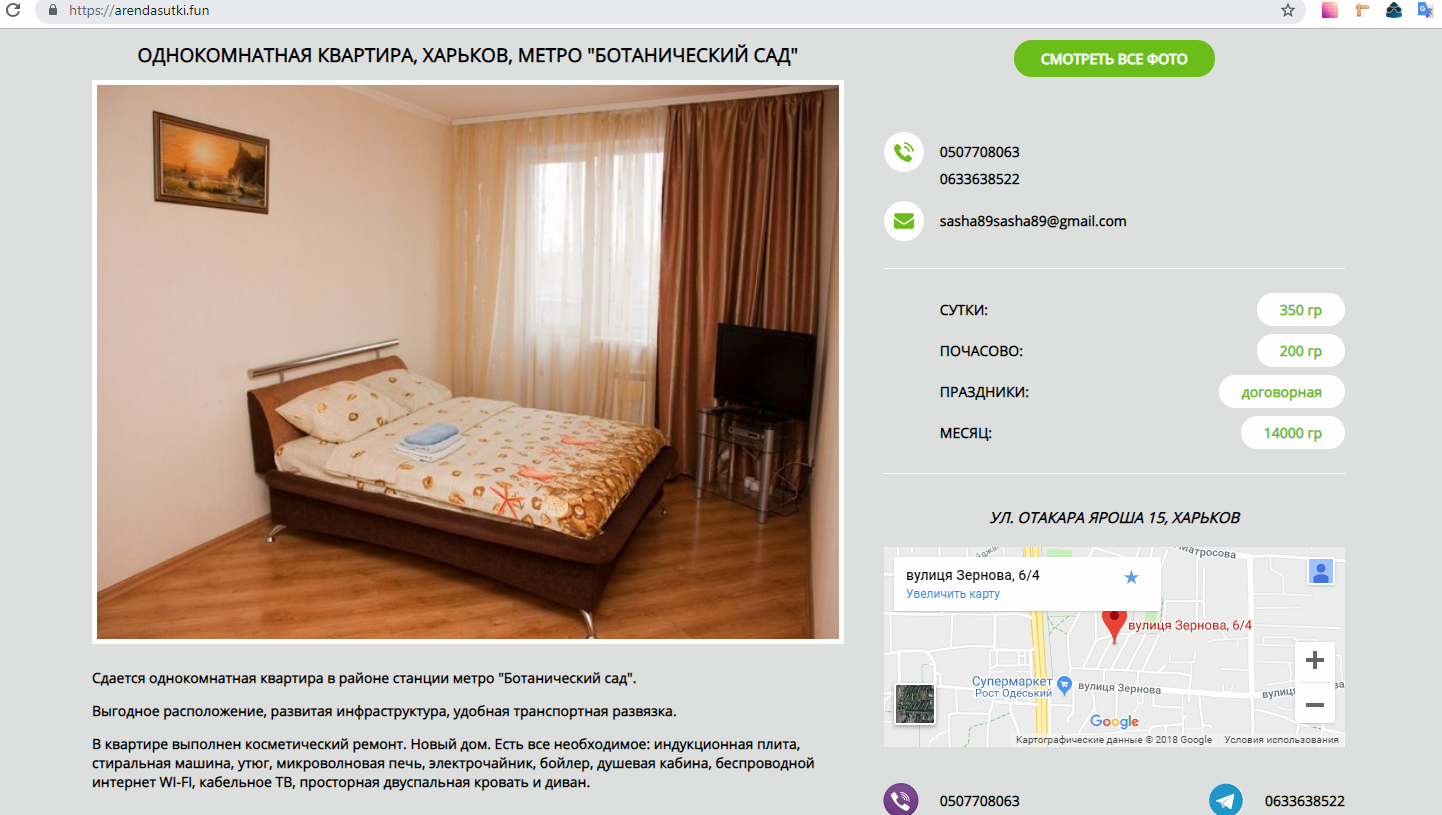 https://arendasutki.fun
ОДНОКОМНАТНАЯ КВАРТИРА, ХАРЬКОВ, МЕТРО "БОТАНИЧЕСКИЙ САД"
СМОТРЕТЬ ВСЕ ФОТО
0507708063
0633638522
sasha89sasha89@gmail.com
СУТКИ: 350 гр
ПОЧАСОВО: 200 гр
ПРАЗДНИКИ: договорная
МЕСЯЦ: 14000 гр
УЛ. ОТАКАРА ЯРОША 15, ХАРЬКОВ
Матросова
вулиця Зернова, 6/4
Увеличить карту
вулиця Зернова, 6/4
Супермаркет
Рост Одеський
вулиця Зернова
Google
Картографические данные © 2018 Google Условия использования
Сдается однокомнатная квартира в районе станции метро "Ботанический сад".
Выгодное расположение, развитая инфраструктура, удобная транспортная развязка.
В квартире выполнен косметический ремонт. Новый дом. Есть все необходимое: индукционная плита,
стиральная машина, утюг, микроволновая печь, электрочайник, бойлер, душевая кабина, беспроводной
интернет WI-FI, кабельное ТВ, просторная двуспальная кровать и диван.
0507708063
0633638522